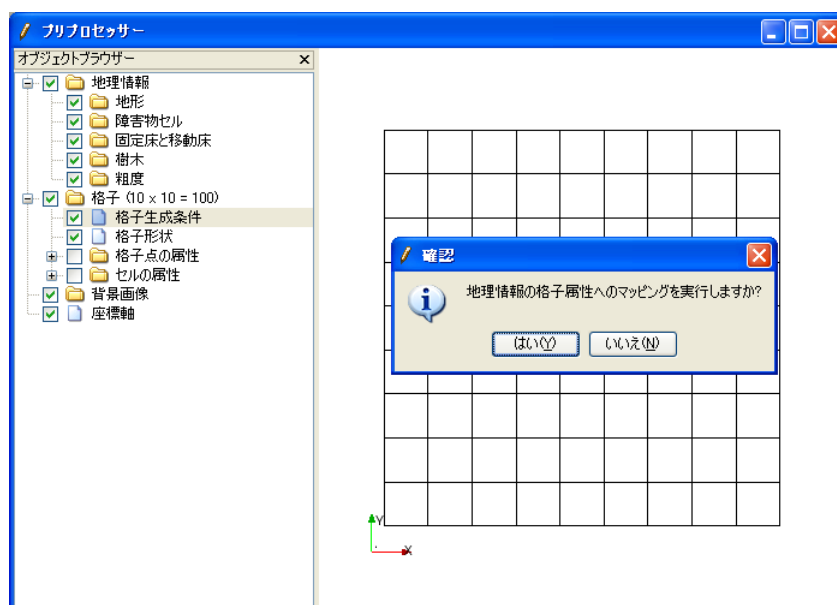 プリプロセッサー
オブジェクトブラウザー
地理情報
地形
障害物セル
固定床と移動床
樹木
粗度
格子 (10 x 10 = 100)
格子生成条件
格子形状
格子点の属性
セルの属性
背景画像
座標軸
確認
地理情報の格子属性へのマッピングを実行しますか?
はい(Y)
いいえ(N)
Y
X